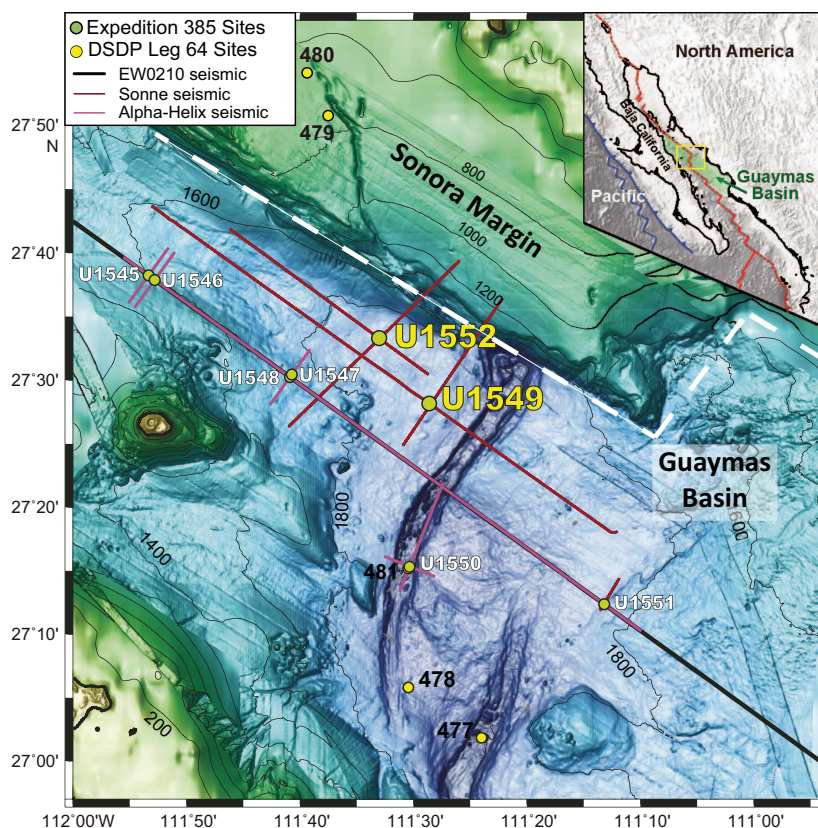 Expedition 385 Sites
DSDP Leg 64 Sites
EW0210 seismic
Sonne seismic
Alpha-Helix seismic
480
479
North America
Baja California
Guaymas
Basin
Pacific
27°50'
N
27°40'
27°30'
27°20'
27°10'
27°00'
Sonora Margin
800
1000
1200
1600
U1545
U1546
U1552
U1548
U1547
U1549
Guaymas
Basin
1800
1600
1400
481
U1550
U1551
1800
478
477
200
112°00'W
111°50'
111°40'
111°30'
111°20'
111°10'
111°00'